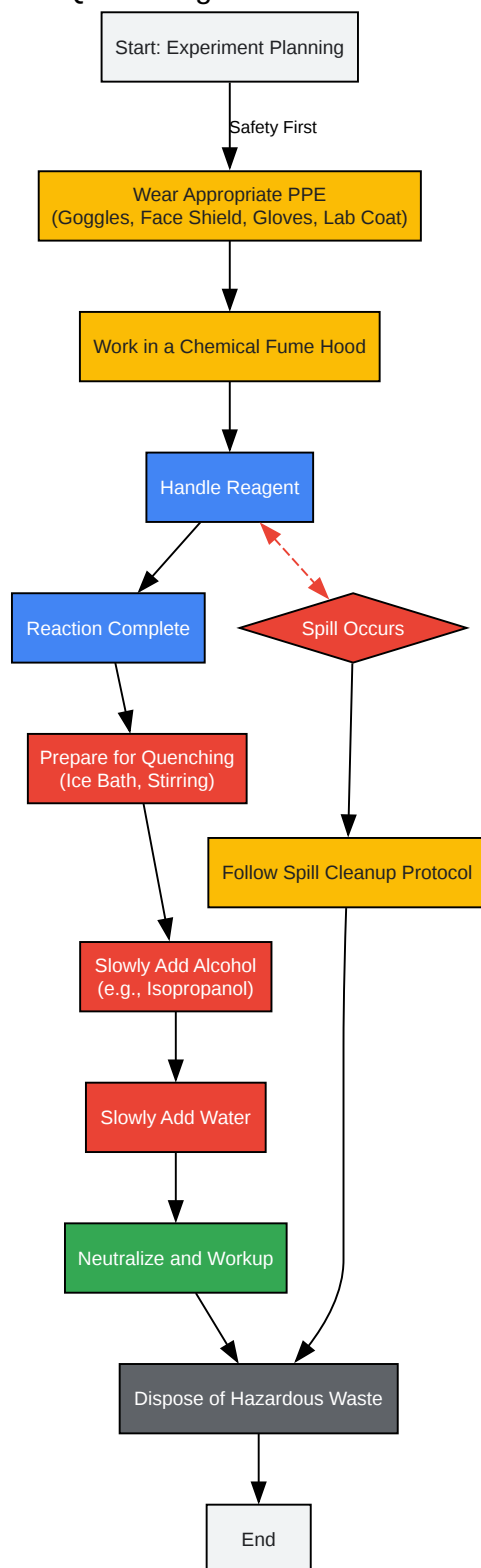 Start: Experiment Planning
Safety First
Wear Appropriate PPE
(Goggles, Face Shield, Gloves, Lab Coat)
Work in a Chemical Fume Hood
Handle Reagent
Reaction Complete
Spill Occurs
Prepare for Quenching
(Ice Bath, Stirring)
Follow Spill Cleanup Protocol
Slowly Add Alcohol
(e.g., Isopropanol)
Slowly Add Water
Neutralize and Workup
Dispose of Hazardous Waste
End